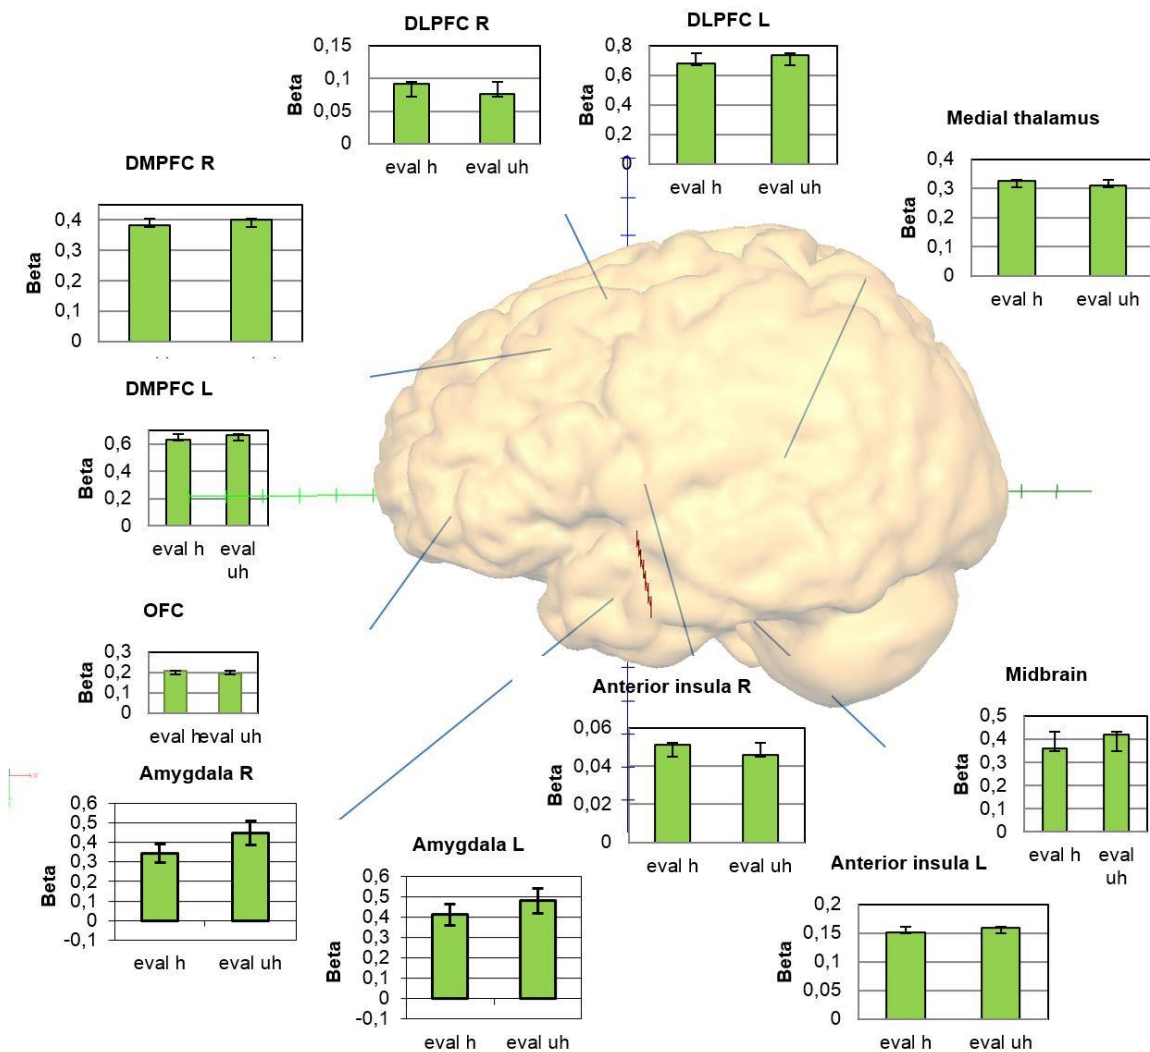 DLPFC R
0,15
0,1
0,05
0
Beta
eval h eval uh
DLPFC L
0,8
0,6
0,4
0,2
0
Beta
eval h eval uh
Medial thalamus
0,4
0,3
0,2
0,1
0
Beta
eval h eval uh
DMPFC R
0,4
0,3
0,2
0,1
0
Beta
DMPFC L
0,6
0,4
0,2
0
Beta
eval h eval
uh
OFC
0,3
0,2
0,1
0
Beta
eval h eval uh
Amygdala R
0,6
0,5
0,4
0,3
0,2
0,1
0
-0,1
Beta
eval h eval uh
Amygdala L
0,6
0,5
0,4
0,3
0,2
0,1
0
-0,1
Beta
eval h eval uh
Anterior insula R
0,06
0,04
0,02
0
Beta
eval h eval uh
Midbrain
0,5
0,4
0,3
0,2
0,1
0
Beta
eval h eval
uh
Anterior insula L
0,2
0,15
0,1
0,05
0
Beta
eval h eval uh